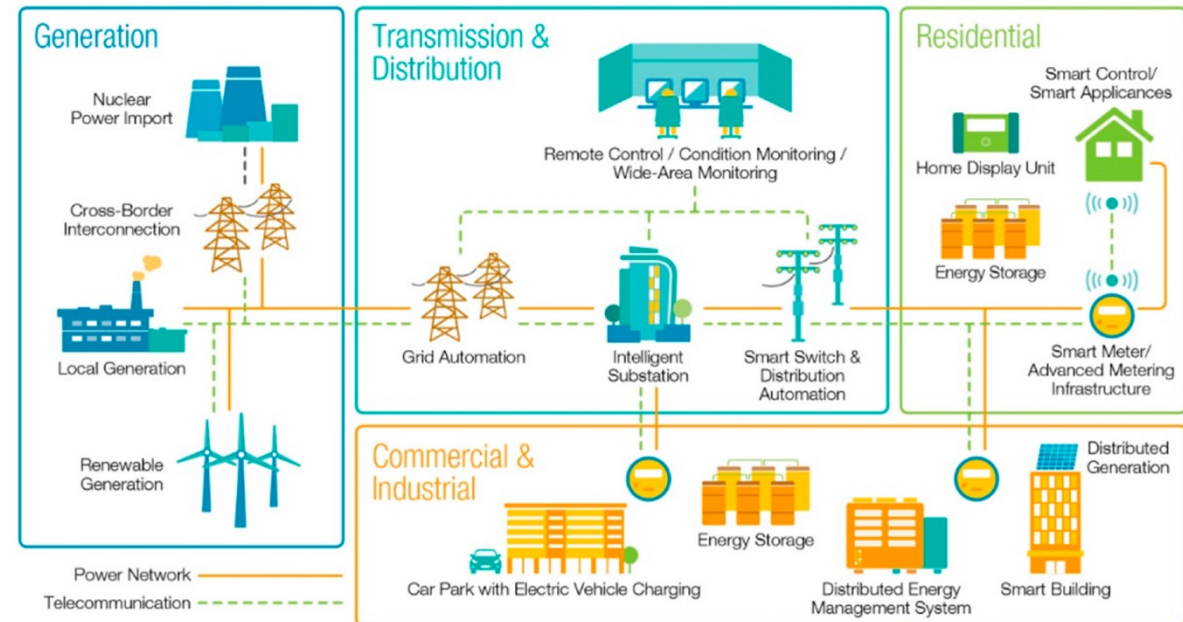 Generation
Nuclear
Power Import
Cross-Border
Interconnection
Local Generation
Renewable
Generation
Power Network
Telecommunication
Transmission &
Distribution
Remote Control / Condition Monitoring /
Wide-Area Monitoring
Grid Automation
Intelligent
Substation
Smart Switch &
Distribution
Automation
Residential
Smart Control/
Smart Applicances
Home Display Unit
Energy Storage
Smart Meter/
Advanced Metering
Infrastructure
Commercial &
Industrial
Car Park with Electric Vehicle Charging
Energy Storage
Distributed Energy
Management System
Distributed
Generation
Smart Building